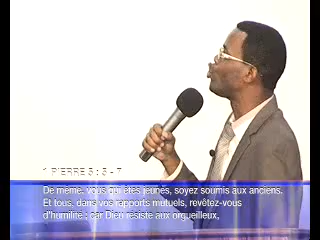 1 PIERRE 5 : 5 - 7
De même, vous qui êtes jeunes, soyez soumis aux anciens.
Et tous, dans vos rapports mutuels, revêtez-vous
d'humilité ; car Dieu résiste aux orgueilleux,